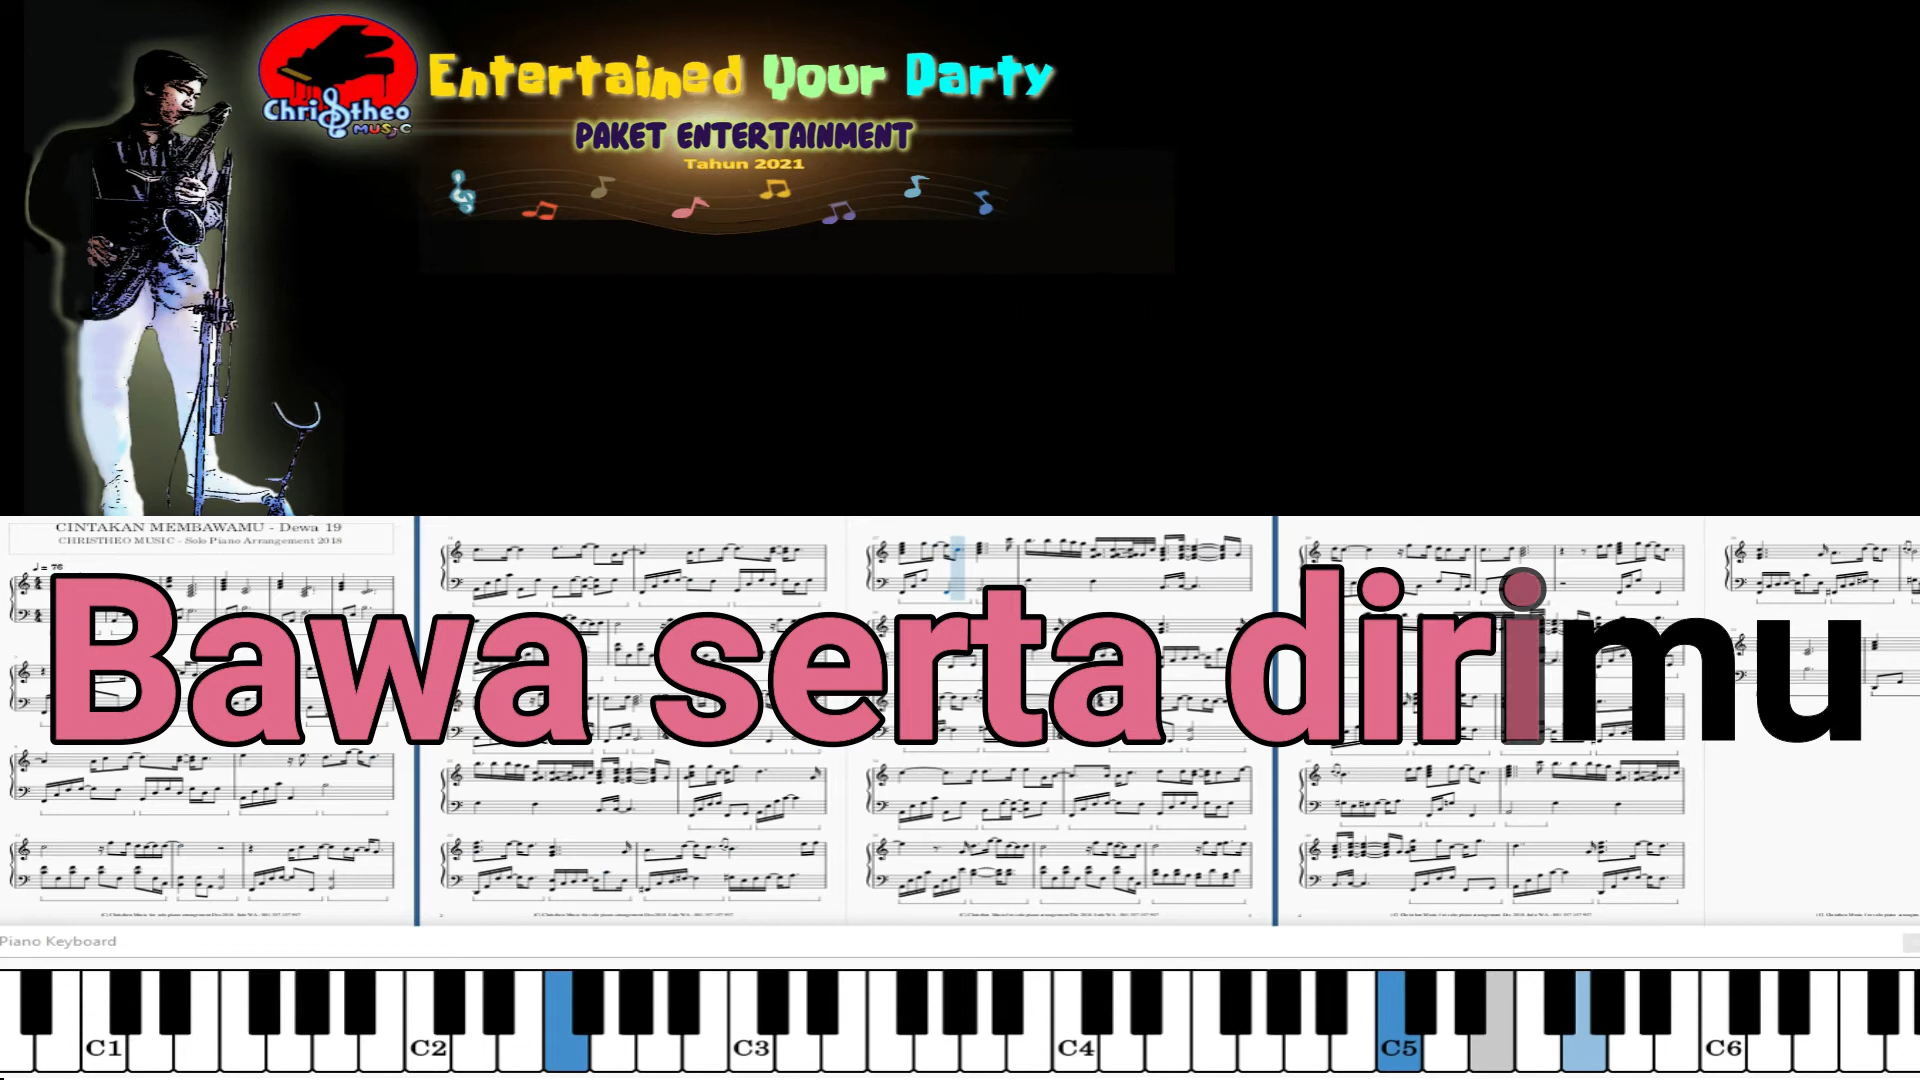 Christheo
MUSIC
Entertained Your Party
PAKET ENTERTAINMENT
Tahun 2021
CINTAKAN MEMBAWAMU - Dewa 19
CHRISTHEO MUSIC - Solo Piano Arrangement 2018
♩ = 76
Bawa serta dirimu
Piano Keyboard
C1 C2 C3 C4 C5 C6